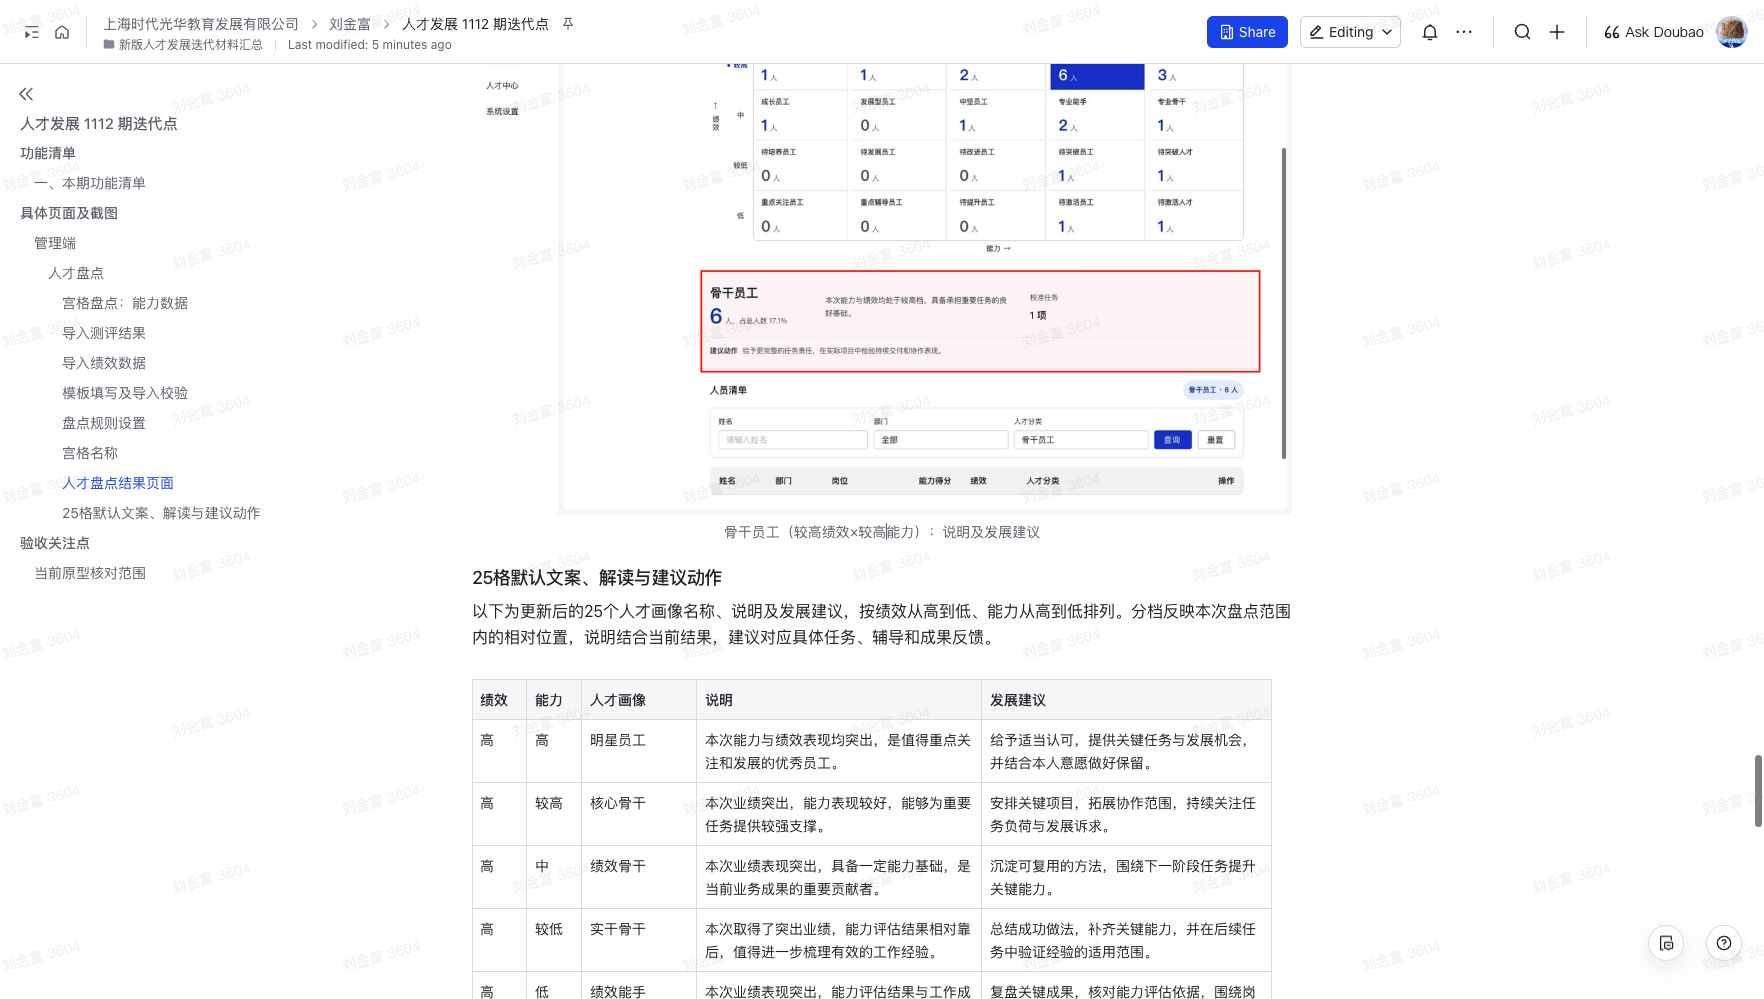 上海时代光华教育发展有限公司 > 刘金富 > 人才发展 1112 期迭代点
新版人才发展迭代材料汇总 | Last modified: 5 minutes ago
Share
Editing
Ask Doubao
人才发展 1112 期迭代点
功能清单
一、本期功能清单
具体页面及截图
管理端
人才盘点
宫格盘点：能力数据
导入测评结果
导入绩效数据
模板填写及导入校验
盘点规则设置
宫格名称
人才盘点结果页面
25格默认文案、解读与建议动作
验收关注点
当前原型核对范围
人才中心
系统设置
较高
1人 1人 2人 6人 3人
↑ 绩效
中
成长员工 发展型员工 中坚员工 专业能手 专业骨干
1人 0人 1人 2人 1人
较低
待培养员工 待发展员工 待改进员工 待突破员工 待突破人才
0人 0人 0人 1人 1人
低
重点关注员工 重点辅导员工 待提升员工 待激活员工 待激活人才
0人 0人 0人 1人 1人
能力 →
骨干员工
6 人，占总人数 17.1%
本次能力与绩效均处于较高档，具备承担重要任务的良
好基础。
校准任务
1 项
建议动作 给予更完整的任务责任，在实际项目中检验持续交付和协作表现。
人员清单
骨干员工 · 6 人
姓名 部门 人才分类
请输入姓名 全部 骨干员工 查询 重置
姓名 部门 岗位 能力得分 绩效 人才分类 操作
骨干员工（较高绩效×较高能力）：说明及发展建议
25格默认文案、解读与建议动作
以下为更新后的25个人才画像名称、说明及发展建议，按绩效从高到低、能力从高到低排列。分档反映本次盘点范围
内的相对位置，说明结合当前结果，建议对应具体任务、辅导和成果反馈。
绩效 能力 人才画像 说明 发展建议
高 高 明星员工 本次能力与绩效表现均突出，是值得重点关 给予适当认可，提供关键任务与发展机会，
注和发展的优秀员工。 并结合本人意愿做好保留。
高 较高 核心骨干 本次业绩突出，能力表现较好，能够为重要 安排关键项目，拓展协作范围，持续关注任
任务提供较强支撑。 务负荷与发展诉求。
高 中 绩效骨干 本次业绩表现突出，具备一定能力基础，是 沉淀可复用的方法，围绕下一阶段任务提升
当前业务成果的重要贡献者。 关键能力。
高 较低 实干骨干 本次取得了突出业绩，能力评估结果相对靠 总结成功做法，补齐关键能力，并在后续任
后，值得进一步梳理有效的工作经验。 务中验证经验的适用范围。
高 低 绩效能手 本次业绩表现突出，能力评估结果与工作成 复盘关键成果，核对能力评估依据，围绕岗
刘金富 3604